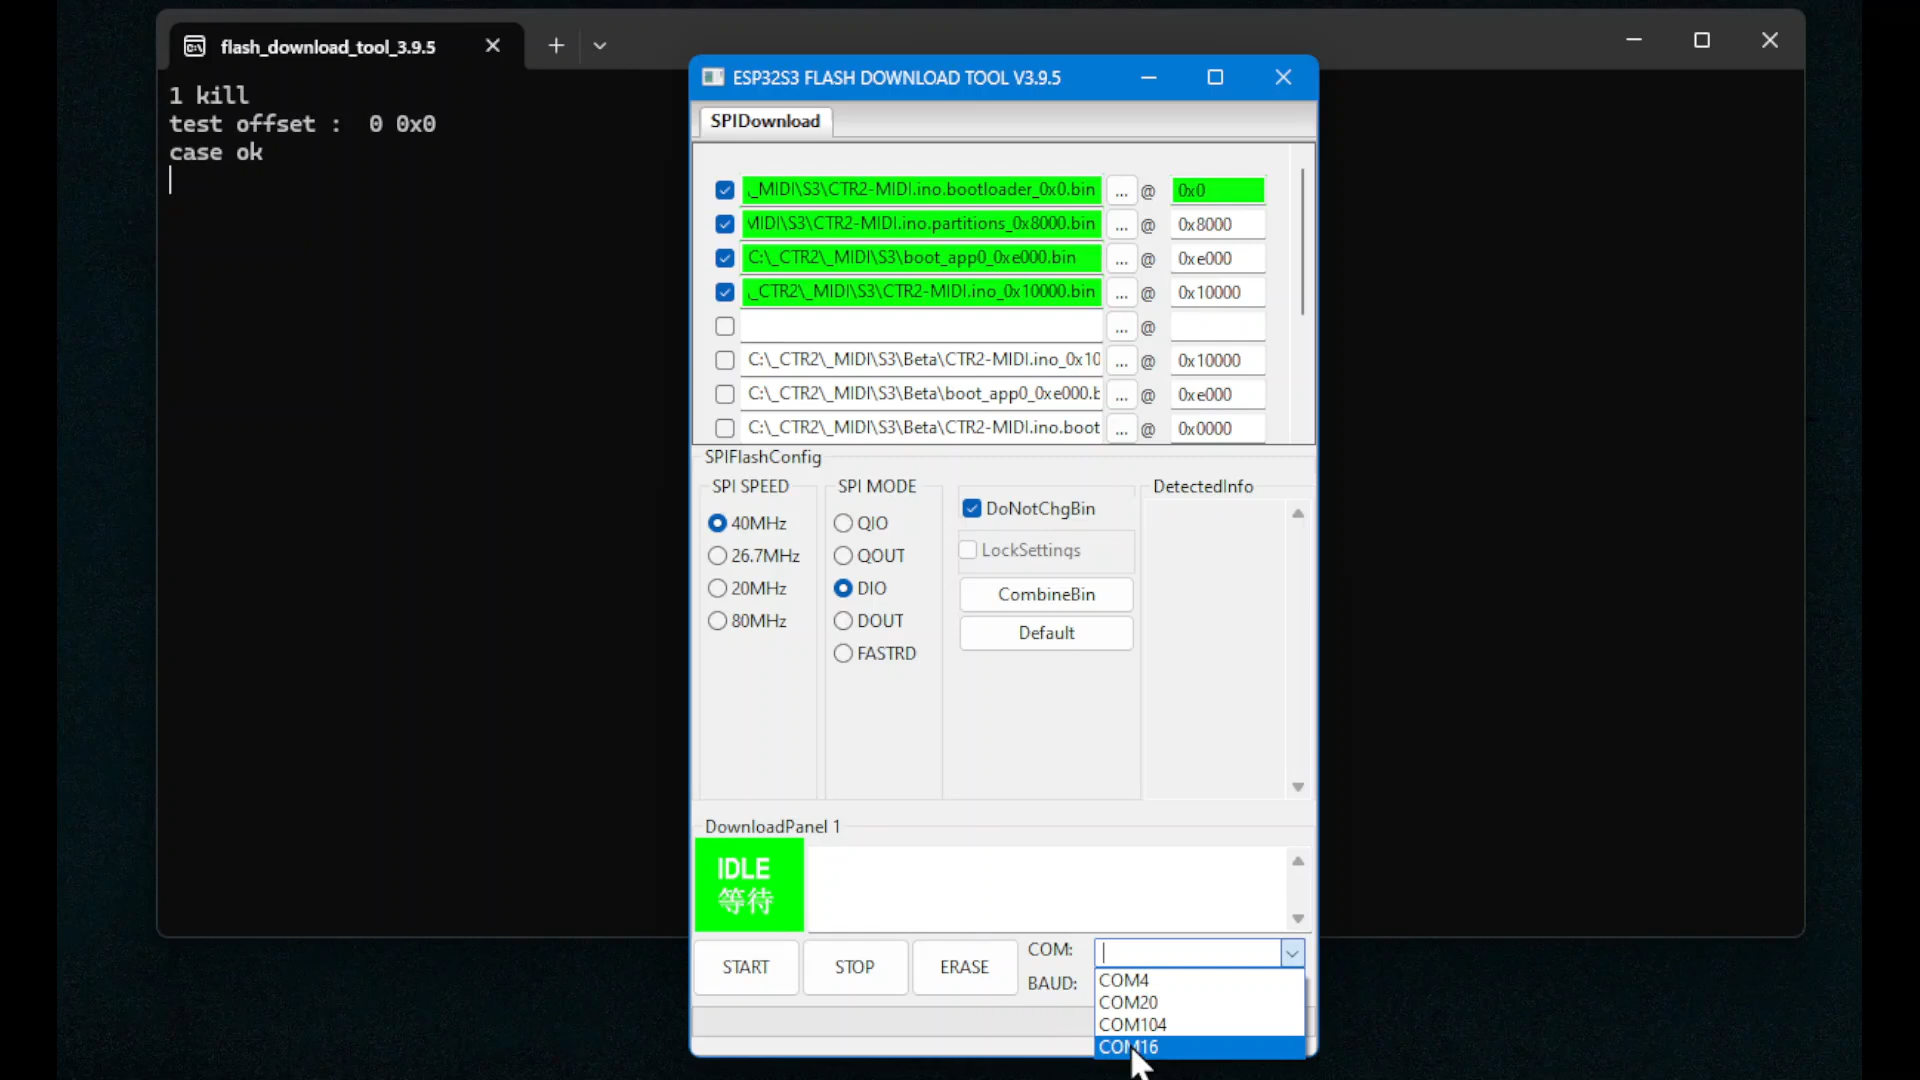 flash_download_tool_3.9.5
1 kill
test offset :  0 0x0
case ok
ESP32S3 FLASH DOWNLOAD TOOL V3.9.5
SPIDownload
._MIDI\S3\CTR2-MIDI.ino.bootloader_0x0.bin ... @ 0x0
MIDI\S3\CTR2-MIDI.ino.partitions_0x8000.bin ... @ 0x8000
C:\_CTR2\_MIDI\S3\boot_app0_0xe000.bin ... @ 0xe000
._CTR2\_MIDI\S3\CTR2-MIDI.ino_0x10000.bin ... @ 0x10000
... @
C:\_CTR2\_MIDI\S3\Beta\CTR2-MIDI.ino_0x10 ... @ 0x10000
C:\_CTR2\_MIDI\S3\Beta\boot_app0_0xe000.b ... @ 0xe000
C:\_CTR2\_MIDI\S3\Beta\CTR2-MIDI.ino.boot ... @ 0x0000
SPIFlashConfig
SPI SPEED
40MHz
26.7MHz
20MHz
80MHz
SPI MODE
QIO
QOUT
DIO
DOUT
FASTRD
DoNotChgBin
LockSettings
CombineBin
Default
DetectedInfo
DownloadPanel 1
IDLE
等待
START
STOP
ERASE
COM:
BAUD:
COM4
COM20
COM104
COM16